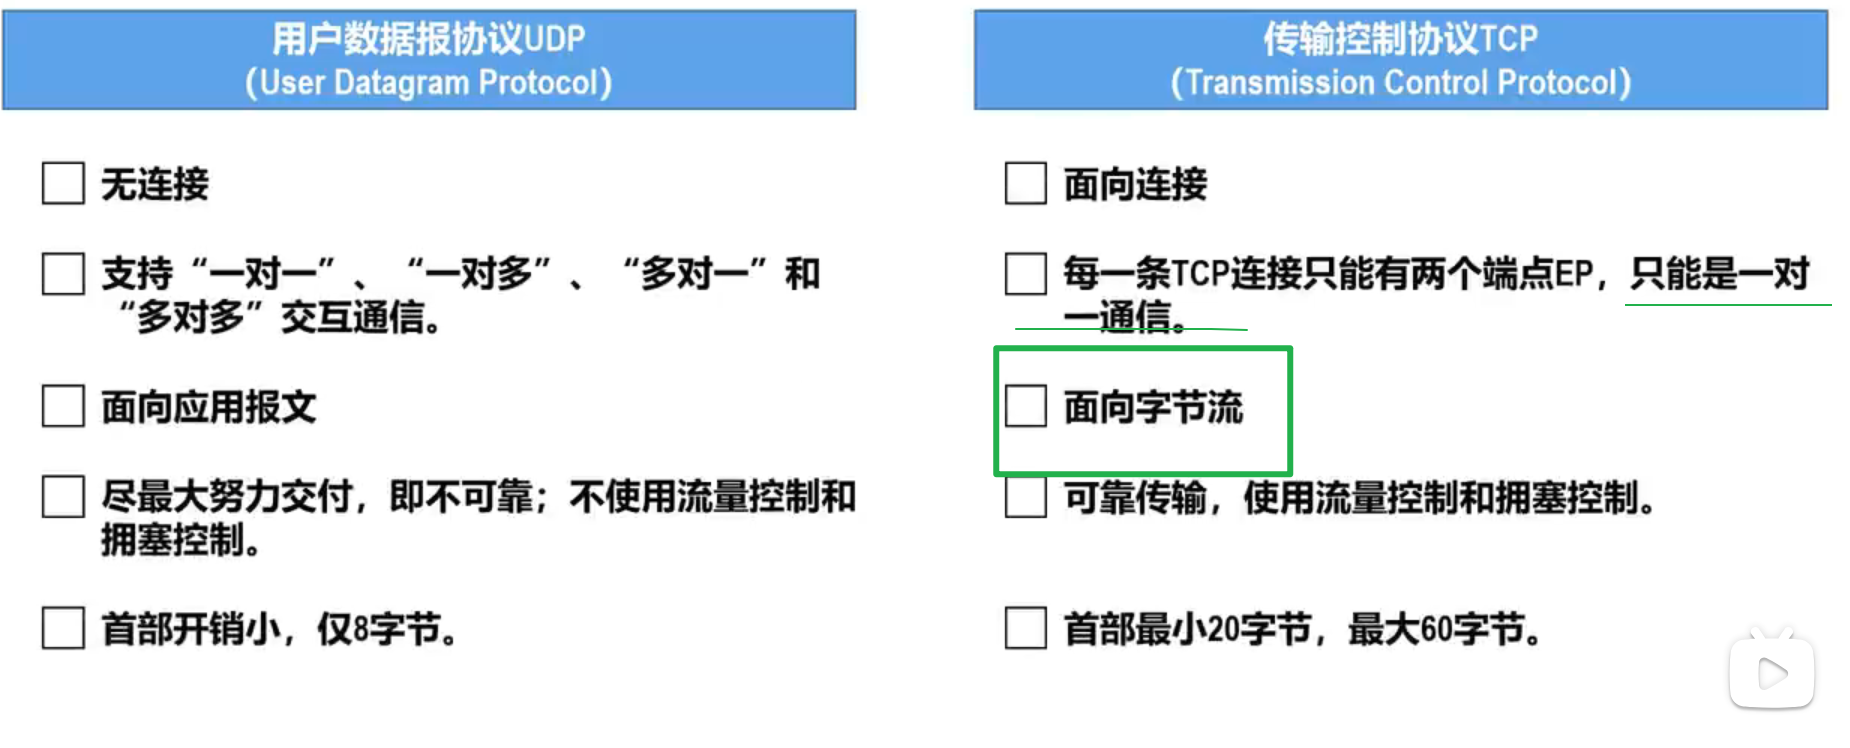 用户数据报协议UDP
(User Datagram Protocol)
无连接
支持“一对一”、“一对多”、“多对一”和
“多对多”交互通信。
面向应用报文
尽最大努力交付，即不可靠；不使用流量控制和
拥塞控制。
首部开销小，仅8字节。
传输控制协议TCP
(Transmission Control Protocol)
面向连接
每一条TCP连接只能有两个端点EP，只能是一对
一通信。
面向字节流
可靠传输，使用流量控制和拥塞控制。
首部最小20字节，最大60字节。